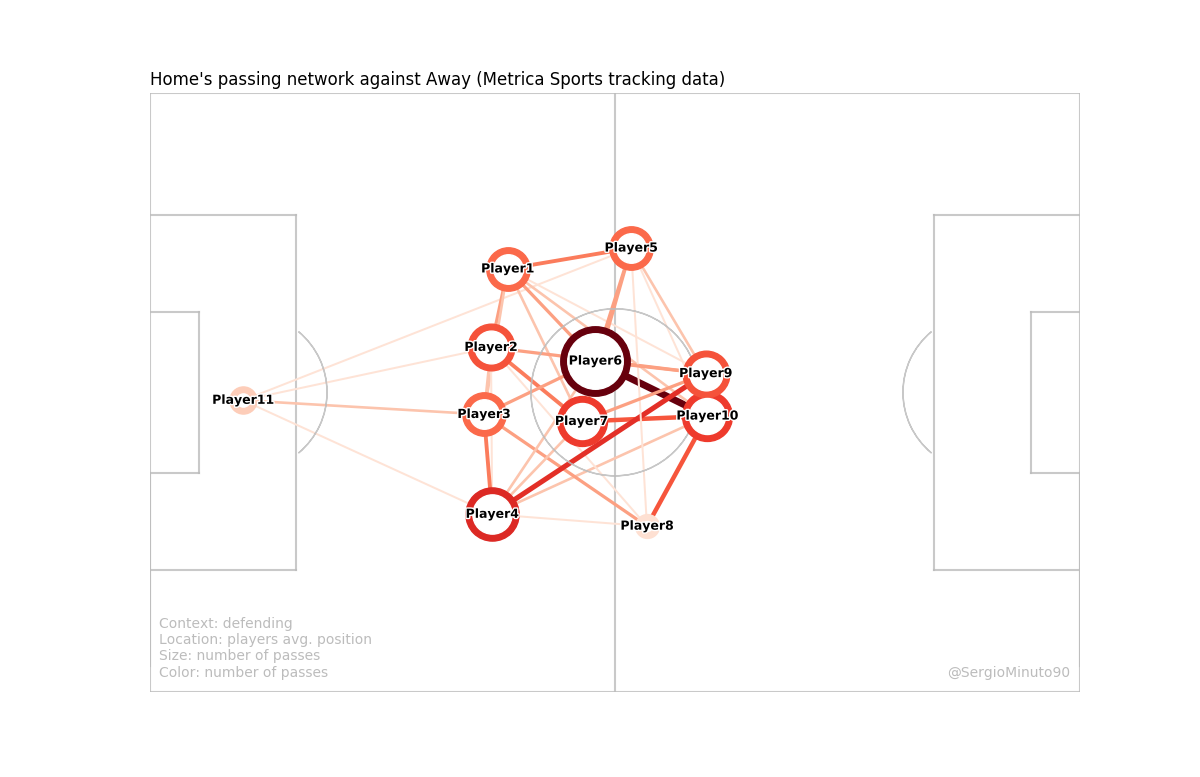 Home's passing network against Away (Metrica Sports tracking data)
Player5
Player1
Player2
Player6
Player9
Player11
Player3
Player7
Player10
Player4
Player8
Context: defending
Location: players avg. position
Size: number of passes
Color: number of passes
@SergioMinuto90